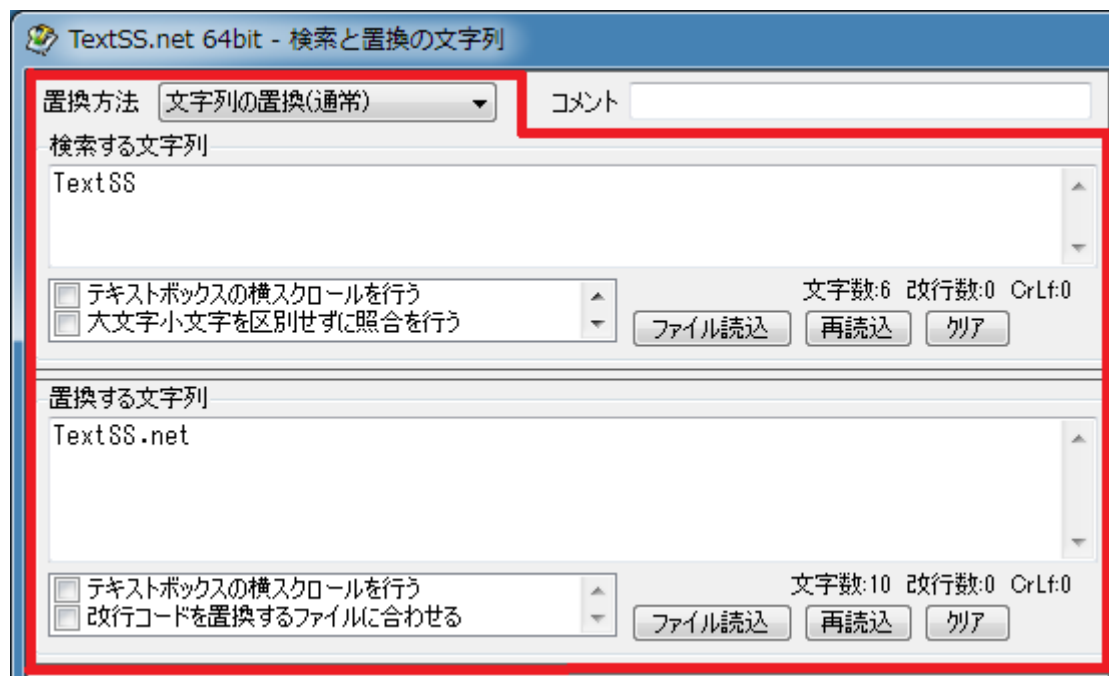 TextSS.net 64bit - 検索と置換の文字列
置換方法 文字列の置換(通常) コメント
検索する文字列
TextSS
テキストボックスの横スクロールを行う
大文字小文字を区別せずに照合を行う
文字数:6 改行数:0 CrLf:0
ファイル読込 再読込 クリア
置換する文字列
TextSS.net
テキストボックスの横スクロールを行う
改行コードを置換するファイルに合わせる
文字数:10 改行数:0 CrLf:0
ファイル読込 再読込 クリア